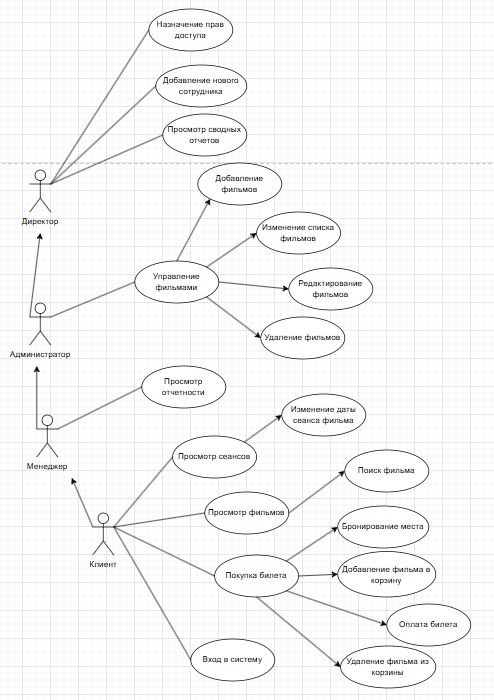 Назначение прав
доступа
Добавление нового
сотрудника
Просмотр сводных
отчетов
Директор
Добавление
фильмов
Изменение списка
фильмов
Управление
фильмами
Редактирование
фильмов
Удаление фильмов
Администратор
Просмотр
отчетности
Изменение даты
сеанса фильма
Менеджер
Просмотр сеансов
Поиск фильма
Просмотр фильмов
Бронирование места
Клиент
Покупка билета
Добавление фильма в
корзину
Оплата билета
Вход в систему
Удаление фильма из
корзины